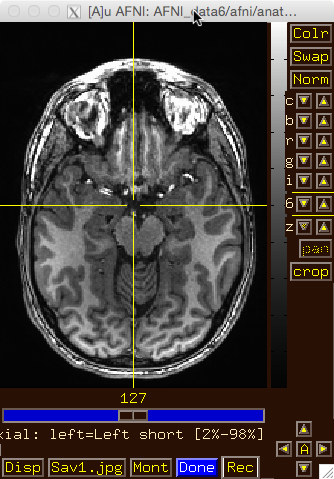 [A]u AFNI: AFNI_data6/afni/anat...
Colr
Swap
Norm
c
b
r
g
i
6
z
pan
crop
127
xial: left=Left short [2%-98%]
A
Disp Sav1.jpg Mont Done Rec